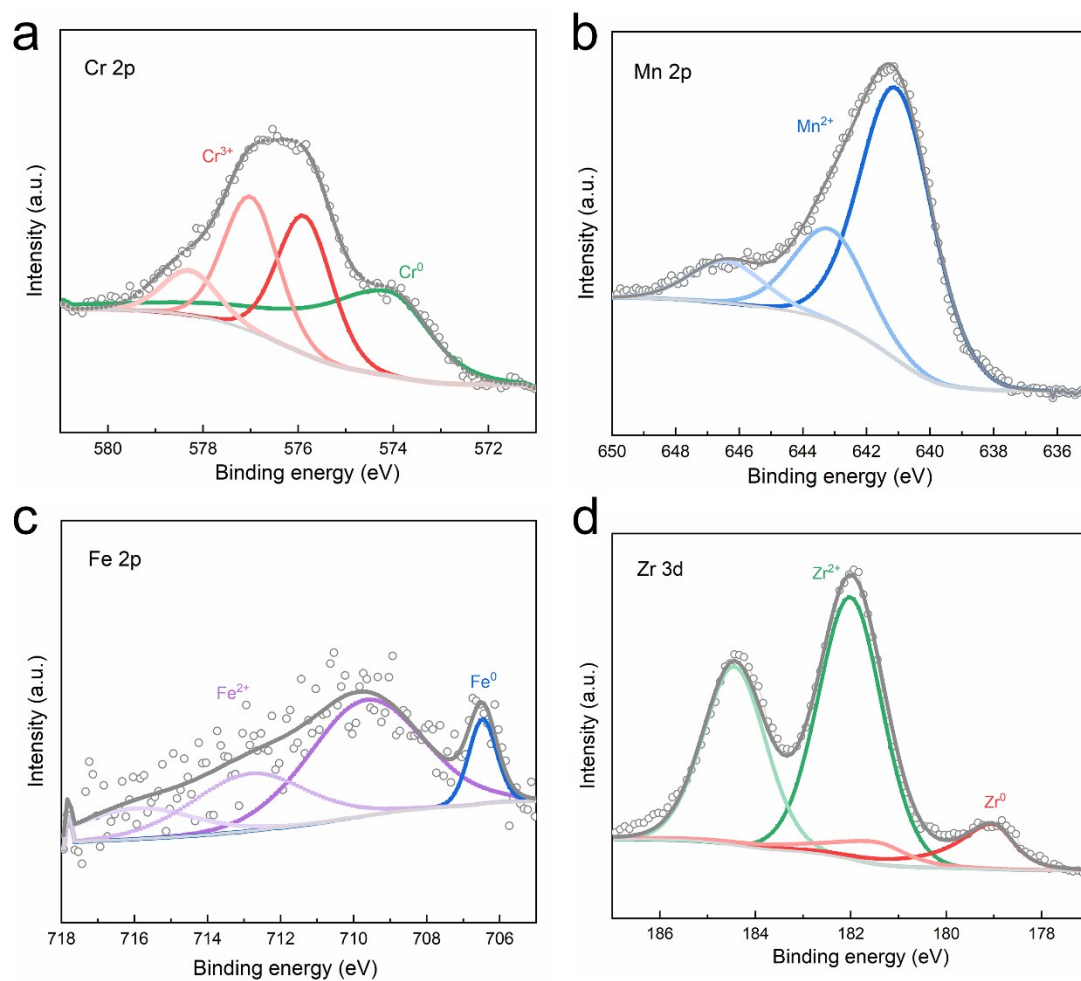 a
Cr 2p
Cr³⁺
Cr⁰
Intensity (a.u.)
580 578 576 574 572
Binding energy (eV)
b
Mn 2p
Mn²⁺
Intensity (a.u.)
650 648 646 644 642 640 638 636
Binding energy (eV)
c
Fe 2p
Fe²⁺
Fe⁰
Intensity (a.u.)
718 716 714 712 710 708 706
Binding energy (eV)
d
Zr 3d
Zr²⁺
Zr⁰
Intensity (a.u.)
186 184 182 180 178
Binding energy (eV)